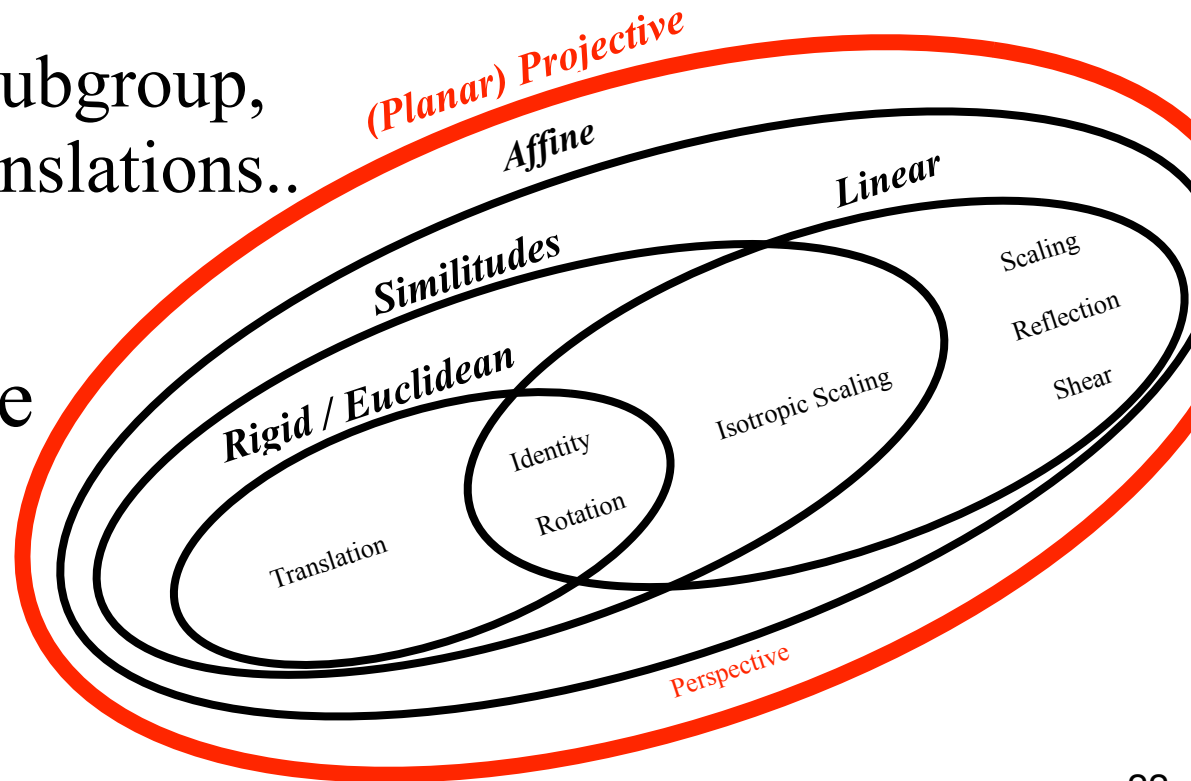 ubgroup,
nslations..
e
(Planar) Projective
Affine
Linear
Similitudes
Scaling
Reflection
Shear
Rigid / Euclidean
Isotropic Scaling
Identity
Rotation
Translation
Perspective